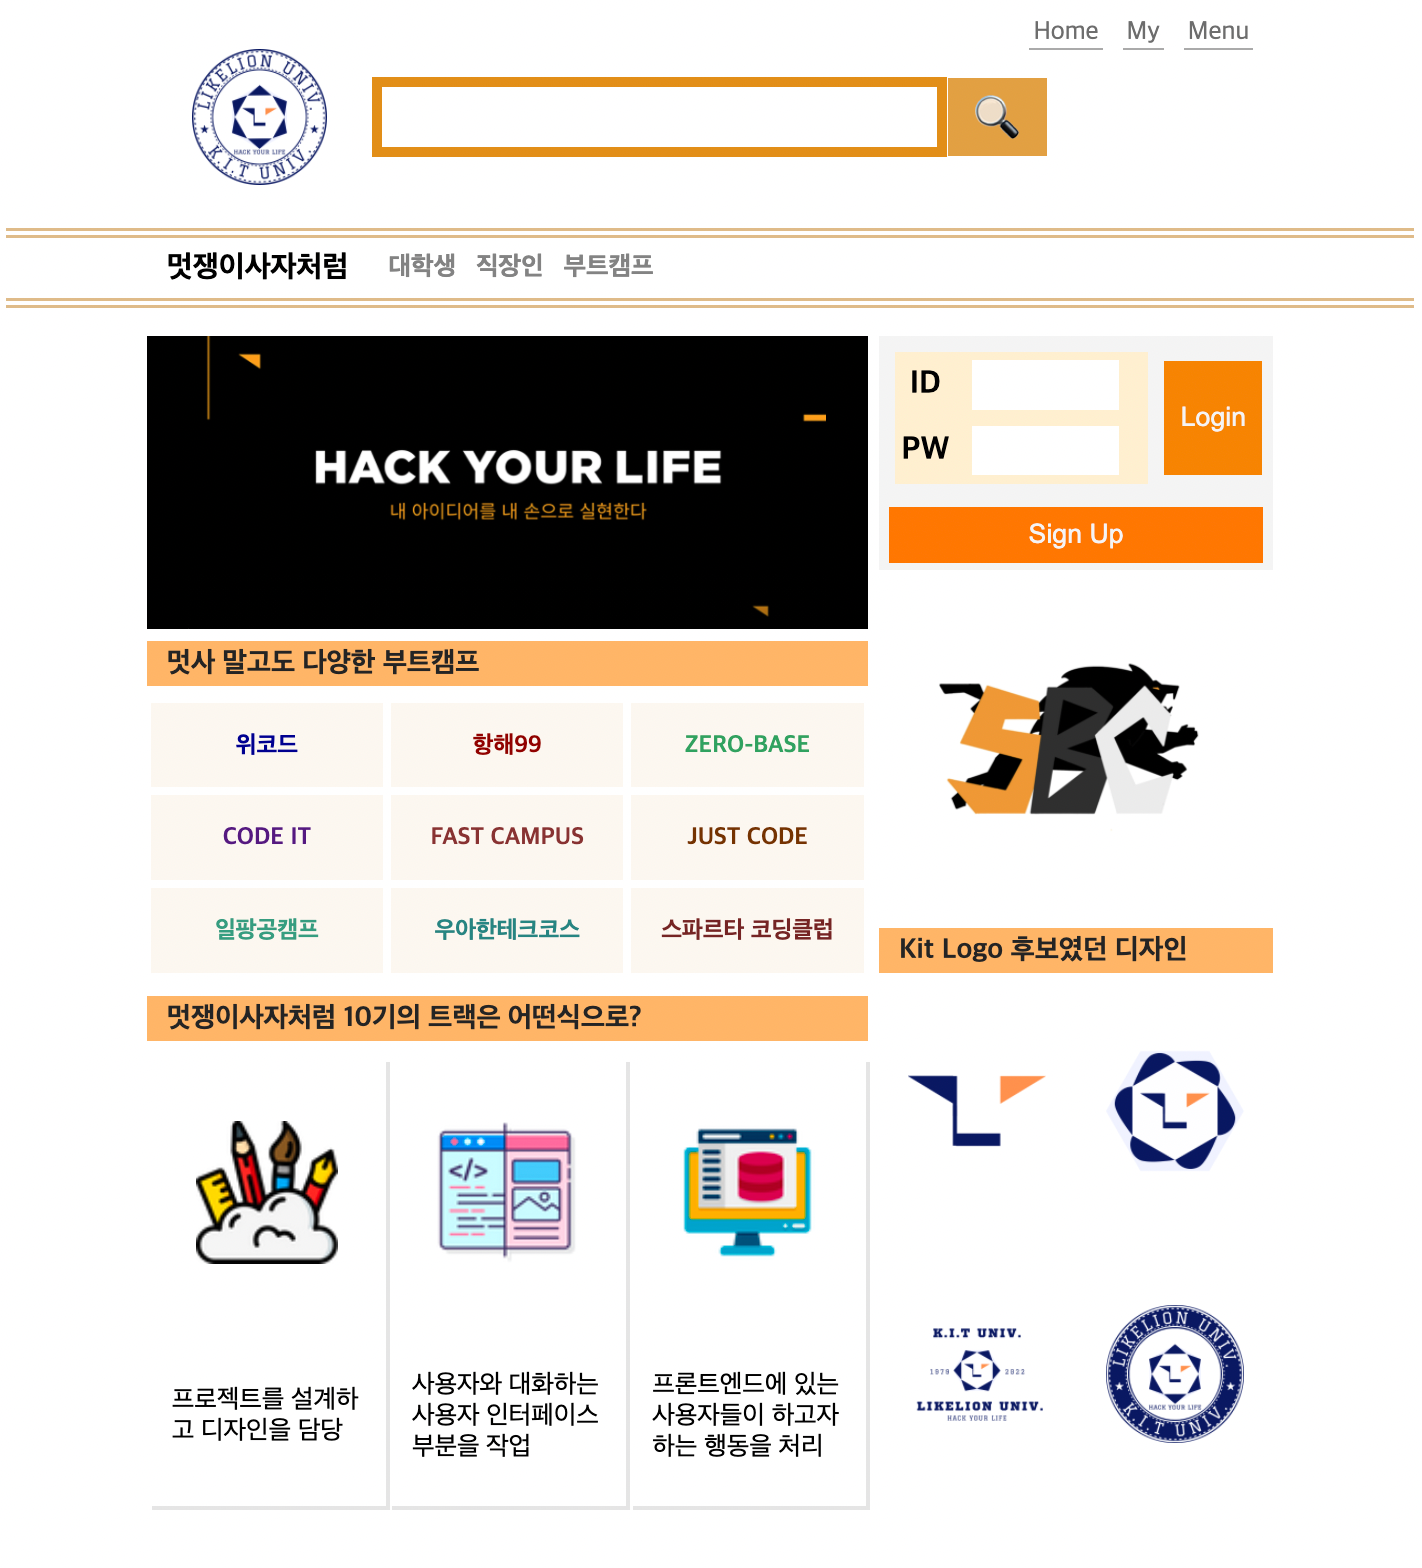 Home My Menu
LIKELION UNIV.
HACK YOUR LIFE
K.I.T UNIV.
멋쟁이사자처럼 대학생 직장인 부트캠프
HACK YOUR LIFE
내 아이디어를 내 손으로 실현한다
ID
PW
Login
Sign Up
멋사 말고도 다양한 부트캠프
위코드 항해99 ZERO-BASE
CODE IT FAST CAMPUS JUST CODE
일팡공캠프 우아한테크코스 스파르타 코딩클럽
SBC
Kit Logo 후보였던 디자인
멋쟁이사자처럼 10기의 트랙은 어떤식으로?
</>
프로젝트를 설계하
고 디자인을 담당
사용자와 대화하는
사용자 인터페이스
부분을 작업
프론트엔드에 있는
사용자들이 하고자
하는 행동을 처리
K.I.T UNIV.
1979 2022
LIKELION UNIV.
HACK YOUR LIFE
LIKELION UNIV.
HACK YOUR LIFE
K.I.T UNIV.